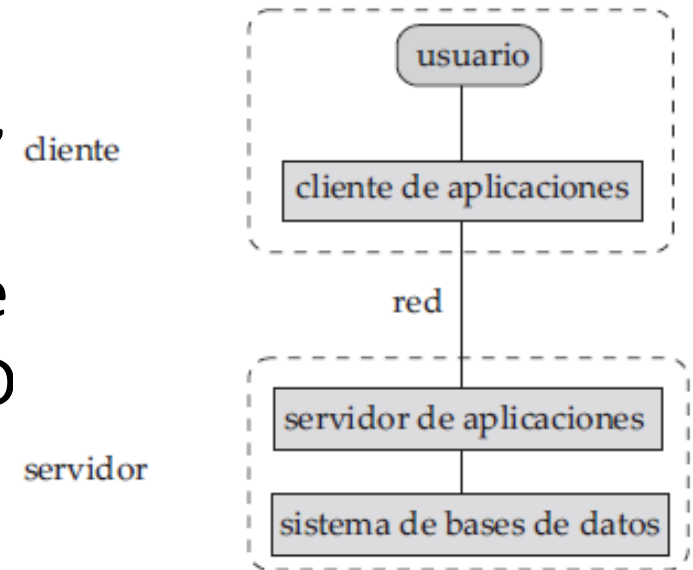 usuario
cliente
cliente de aplicaciones
red
servidor de aplicaciones
servidor
sistema de bases de datos